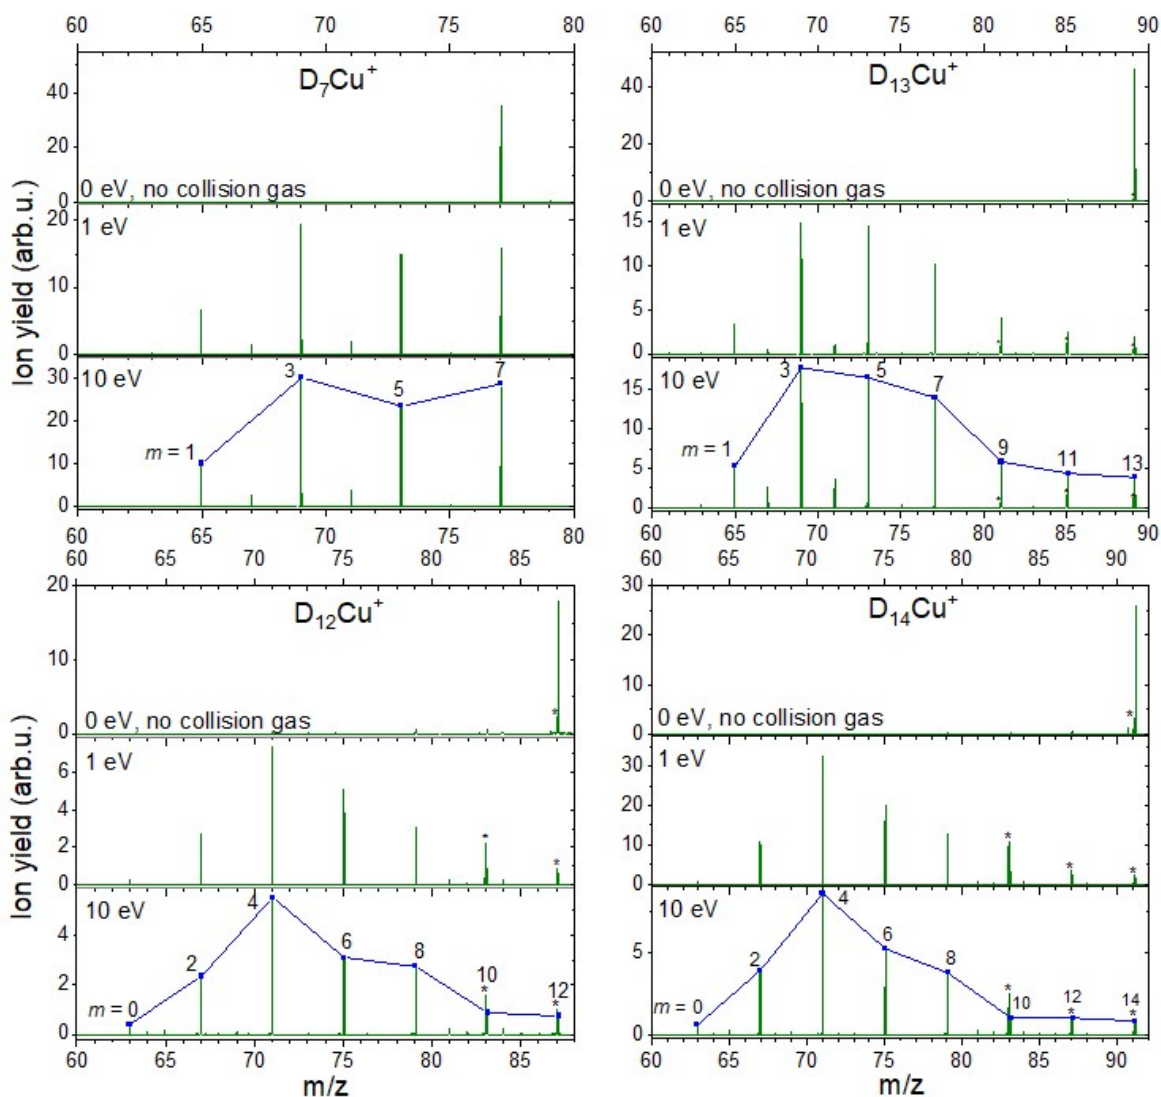 60 65 70 75 80
60 70 80 90
Ion yield (arb.u.)
D₇Cu⁺
40
20
0
0 eV, no collision gas
20
10
0
1 eV
30
20
10
0
10 eV
m = 1
3
5
7
60 65 70 75 80
D₁₃Cu⁺
40
20
0
0 eV, no collision gas
*
15
10
5
0
1 eV
* * *
15
10
5
0
10 eV
m = 1
3
5
7
9
11
13
* * *
60 65 70 75 80 85 90
60 65 70 75 80 85
60 65 70 75 80 85 90
Ion yield (arb.u.)
D₁₂Cu⁺
20
10
0
0 eV, no collision gas
*
6
4
2
0
1 eV
* *
4
2
0
10 eV
m = 0
2
4
6
8
10
12
* *
60 65 70 75 80 85
m/z
D₁₄Cu⁺
30
20
10
0
0 eV, no collision gas
*
30
20
10
0
1 eV
* * *
5
0
10 eV
m = 0
2
4
6
8
10
12
14
* * *
60 65 70 75 80 85 90
m/z